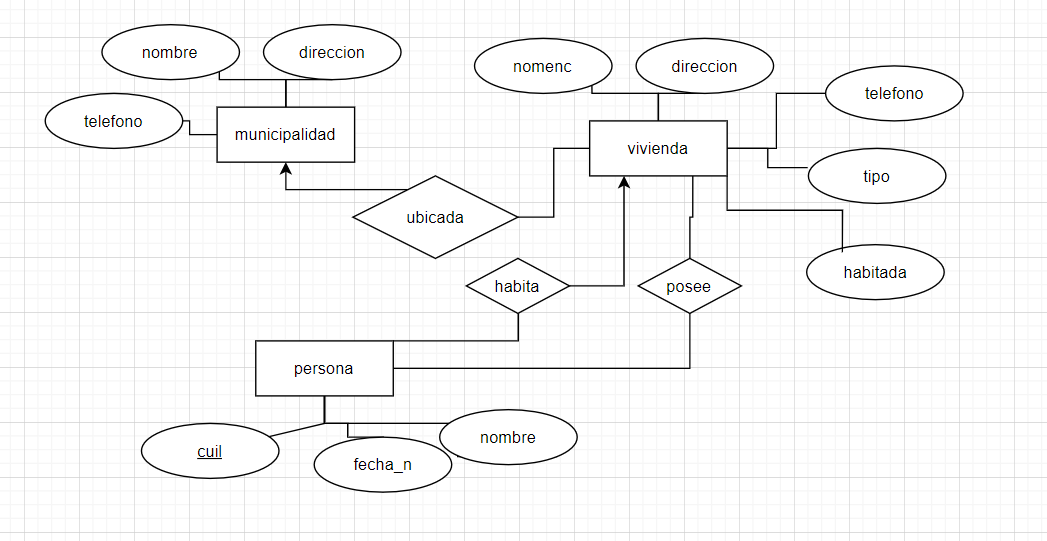 nombre
direccion
telefono
municipalidad
nomenc
direccion
telefono
vivienda
tipo
habitada
ubicada
habita
posee
persona
cuil
fecha_n
nombre